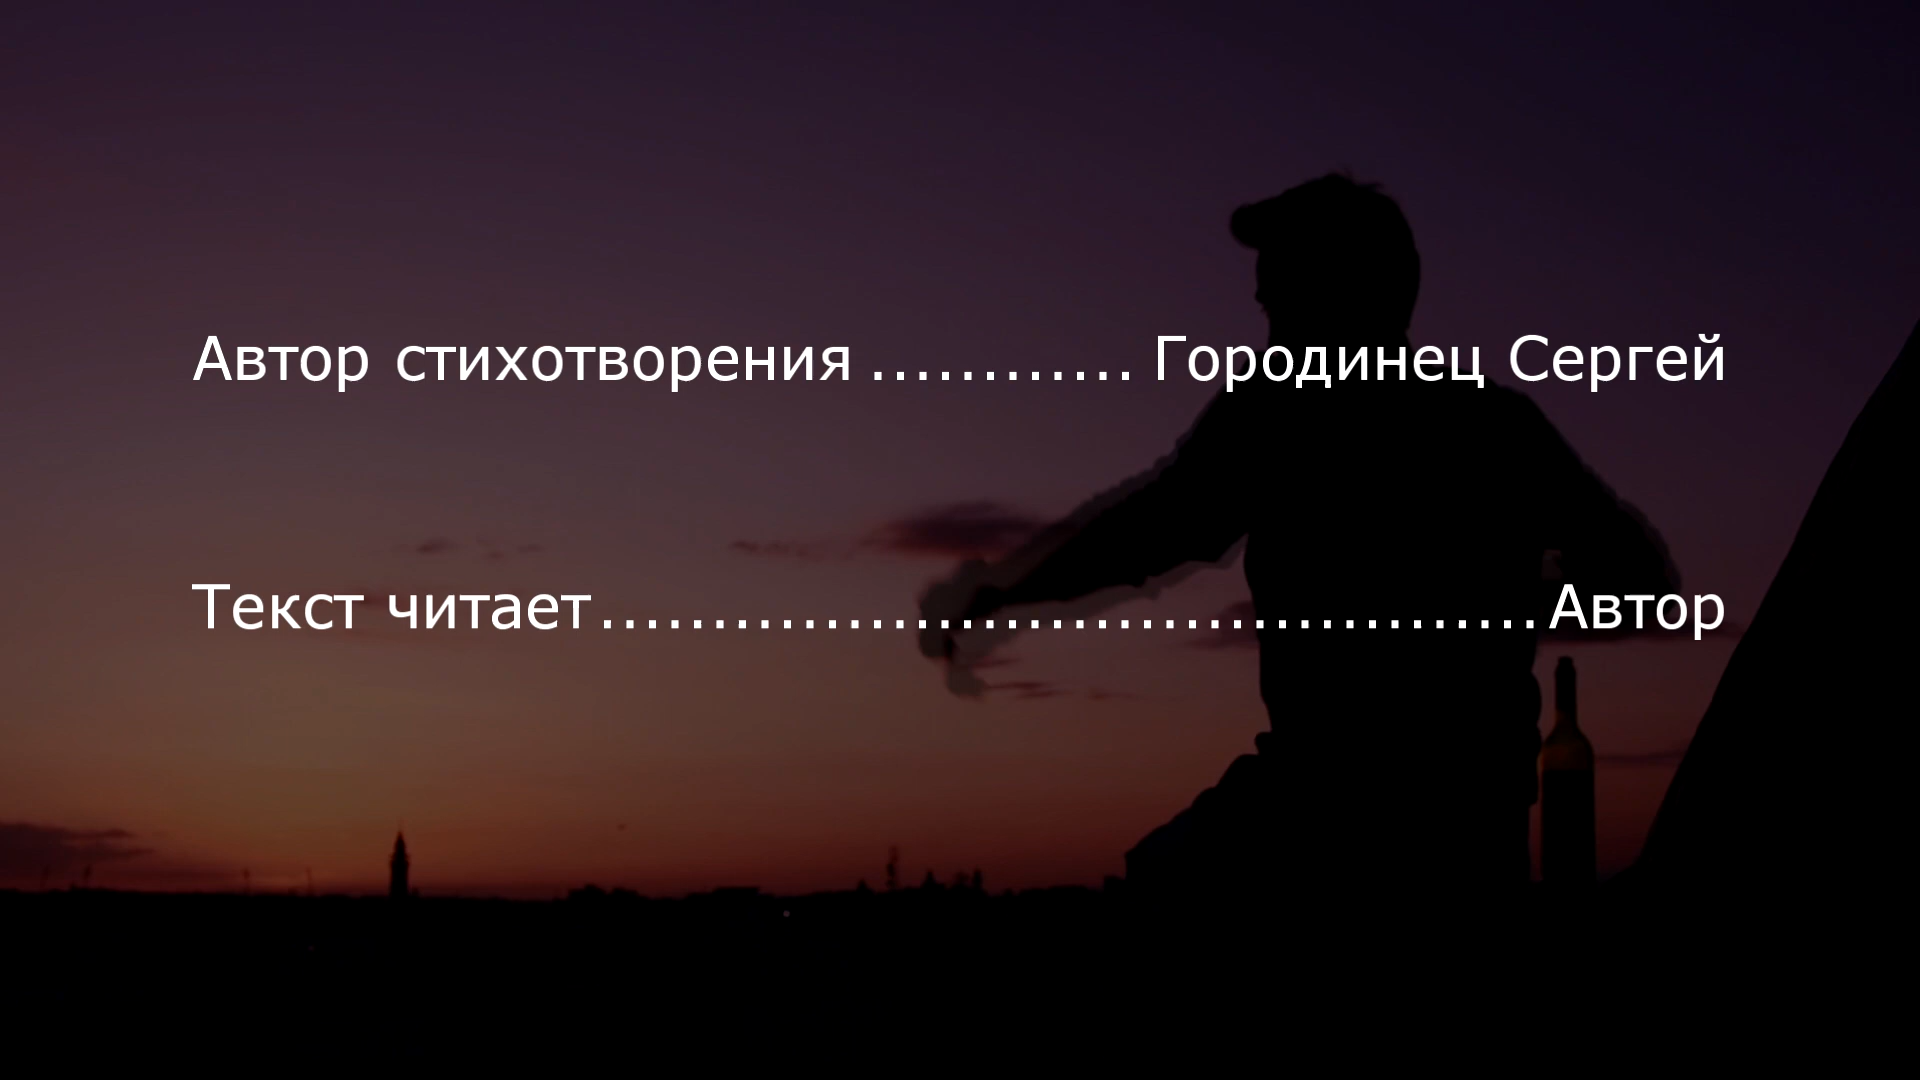 Автор стихотворения ............ Городинец Сергей
Текст читает.......................................... Автор